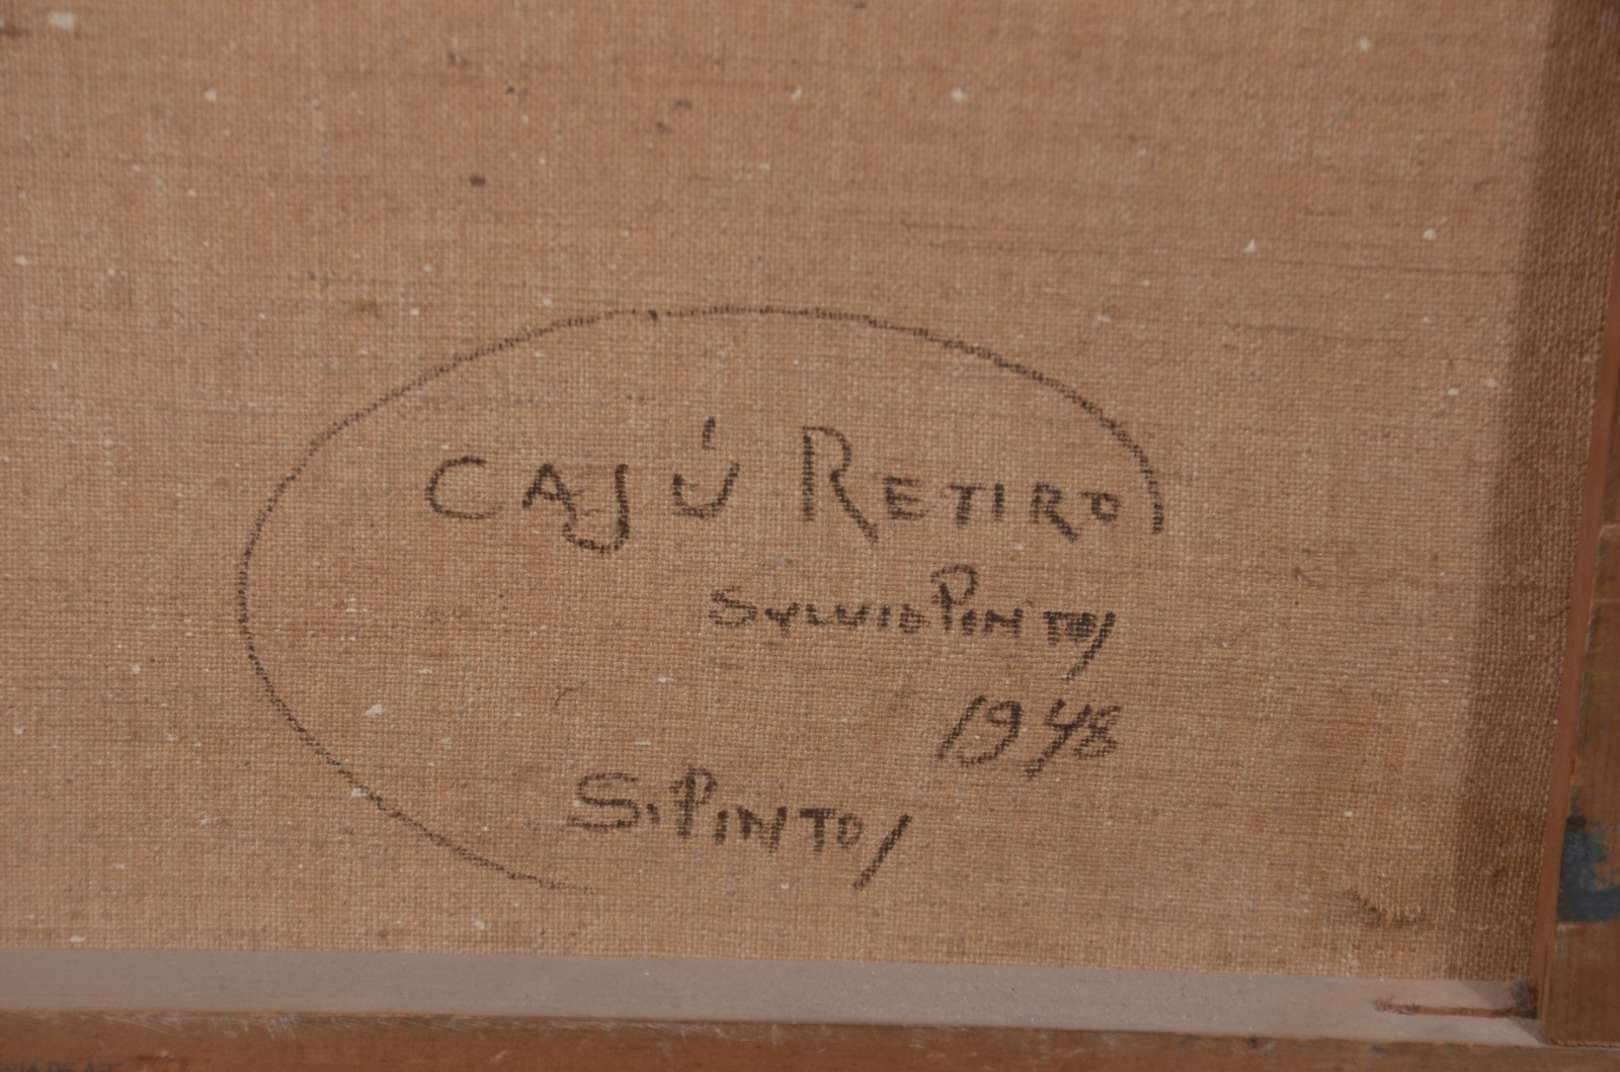 CAJÚ RETIRO
SYLVIO PINTO/
1948
S. PINTO/